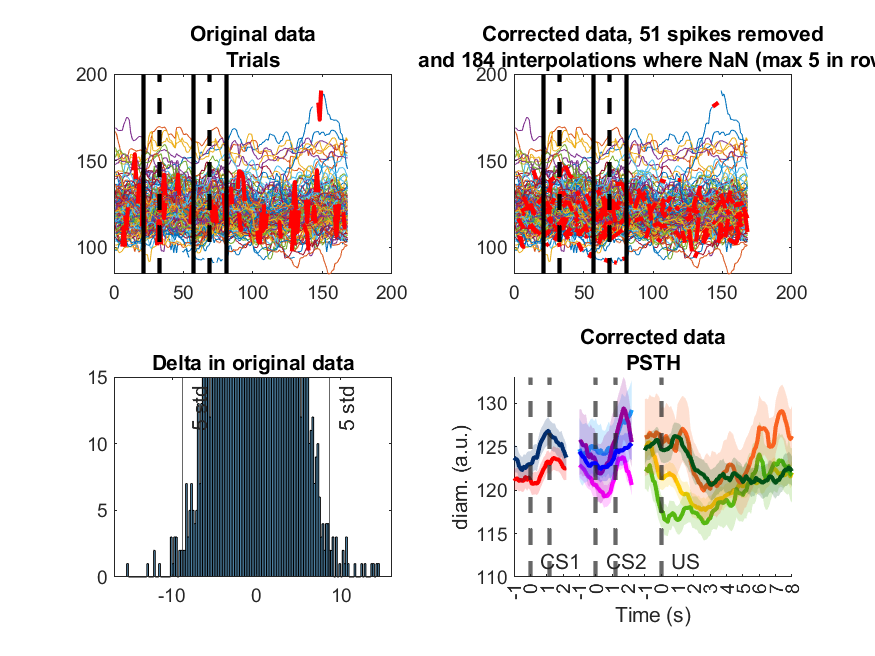 Original data
Trials
200
150
100
0 50 100 150 200
Corrected data, 51 spikes removed
and 184 interpolations where NaN (max 5 in row
200
150
100
0 50 100 150 200
Delta in original data
15
10
5
0
-10 0 10
5 std
5 std
Corrected data
PSTH
diam. (a.u.)
130
125
120
115
110
CS1 CS2 US
-1 0 1 2 -1 0 1 2 -1 0 1 2 3 4 5 6 7 8
Time (s)